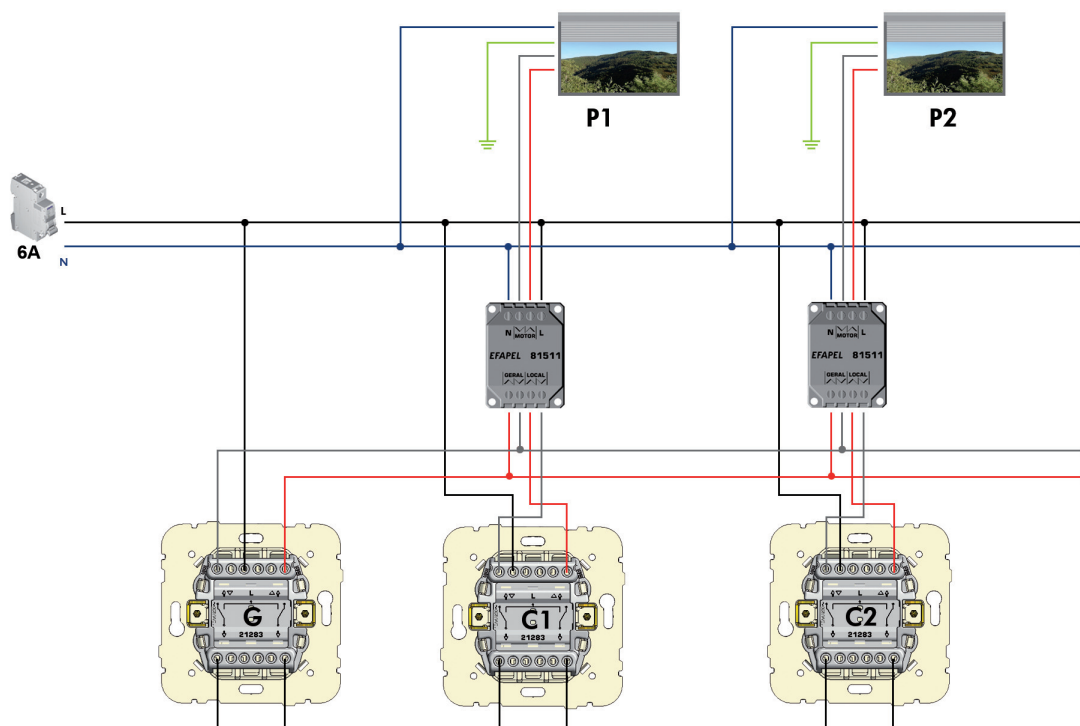 P1
P2
L
6A
N
N MOTOR L
EFAPEL 81511
GERAL LOCAL
N MOTOR L
EFAPEL 81511
GERAL LOCAL
L
G
21283
L
C1
21283
L
C2
21283